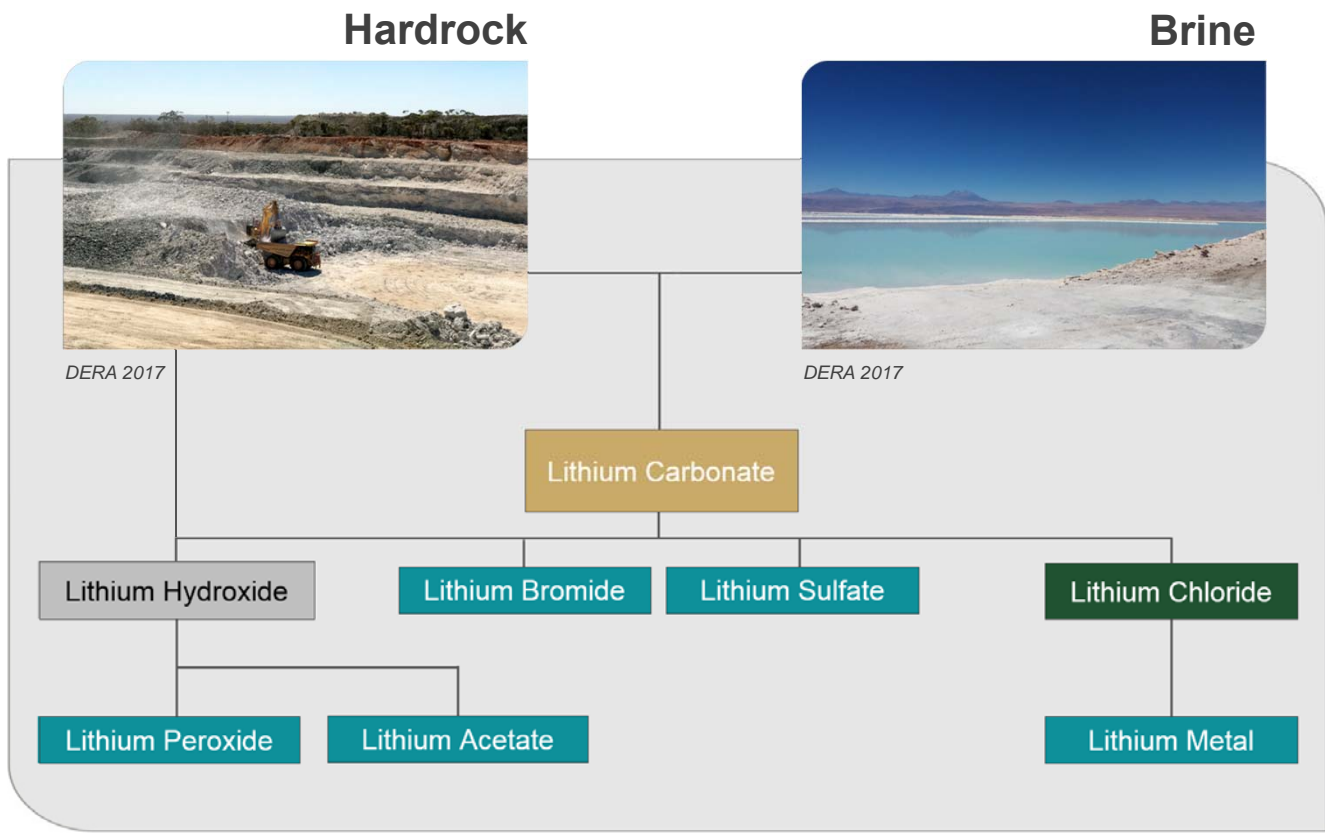 Hardrock
Brine
DERA 2017
DERA 2017
Lithium Carbonate
Lithium Hydroxide
Lithium Bromide
Lithium Sulfate
Lithium Chloride
Lithium Peroxide
Lithium Acetate
Lithium Metal